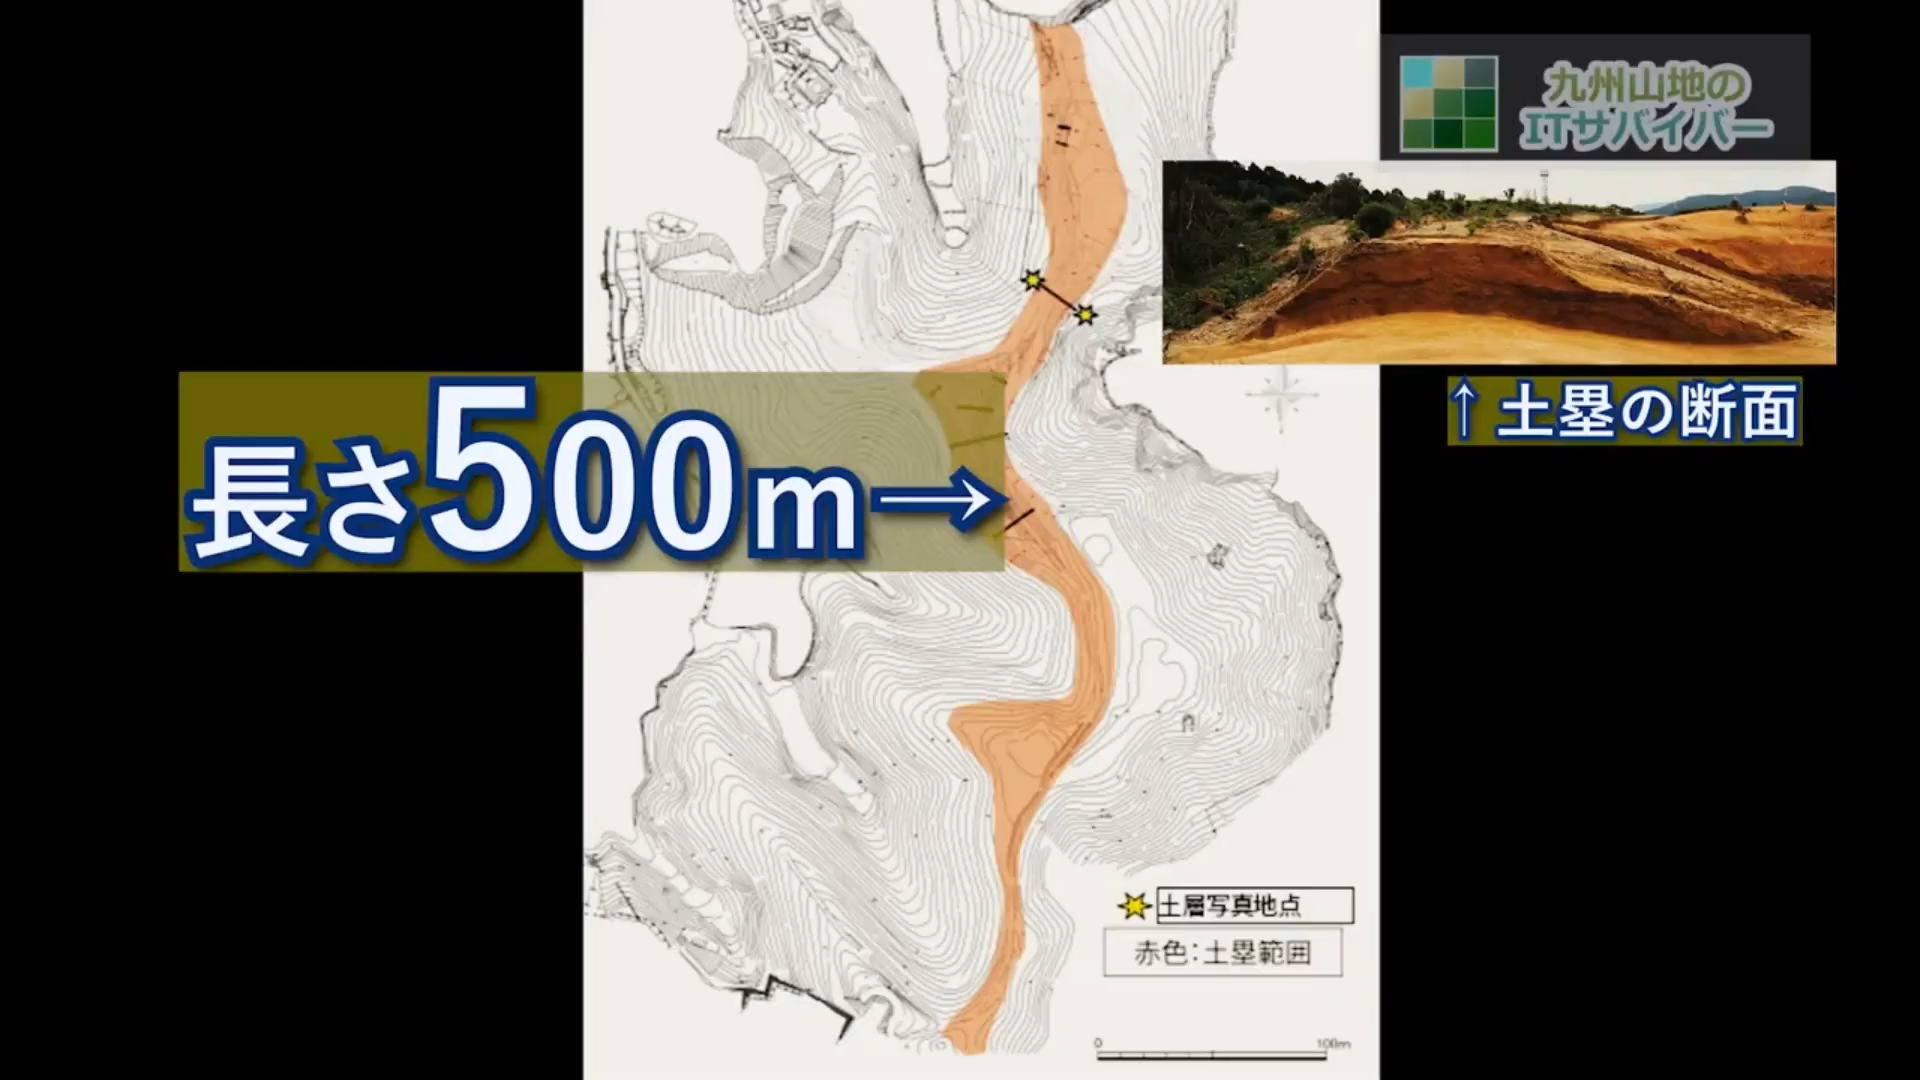 九州山地の
ITサバイバー
↑土塁の断面
長さ500m→
土層写真地点
赤色：土塁範囲
0 100m